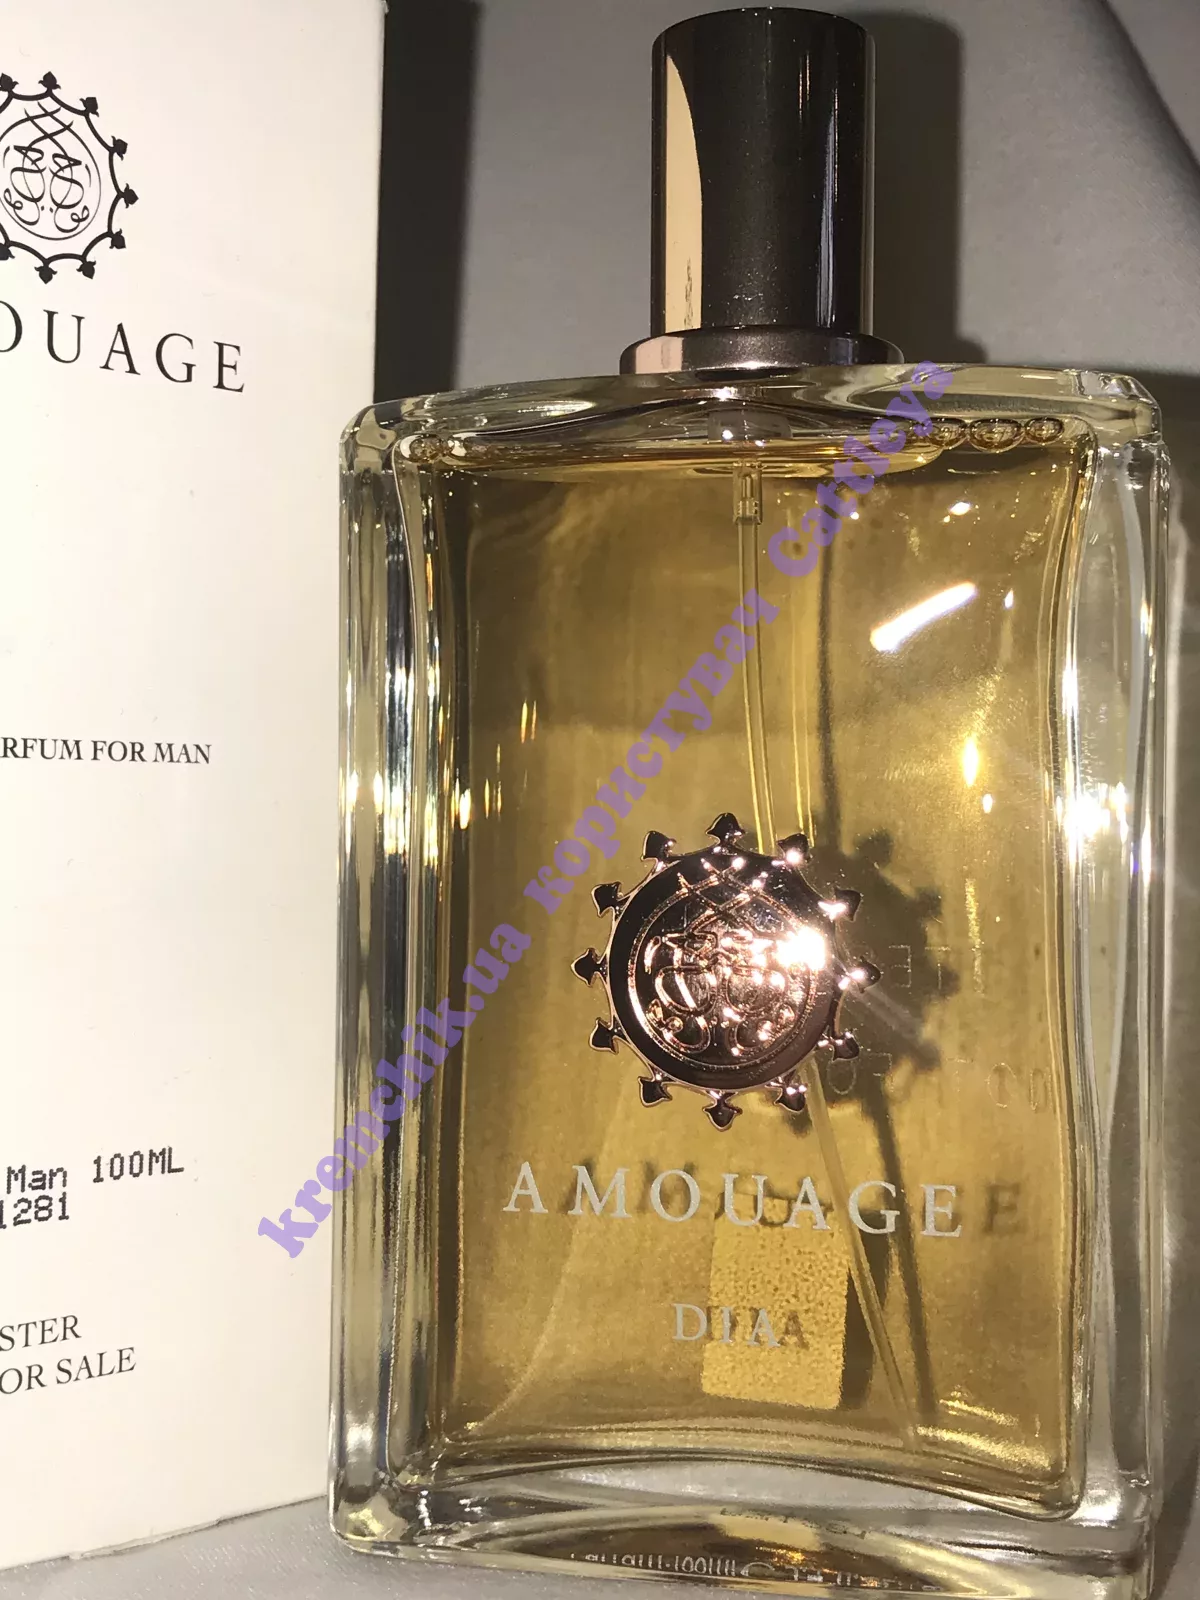 OUAGE
RFUM FOR MAN
Man 100ML
1281
STER
OR SALE
AMOUAGE
DIA
kremchik.ua користувач Cattleya